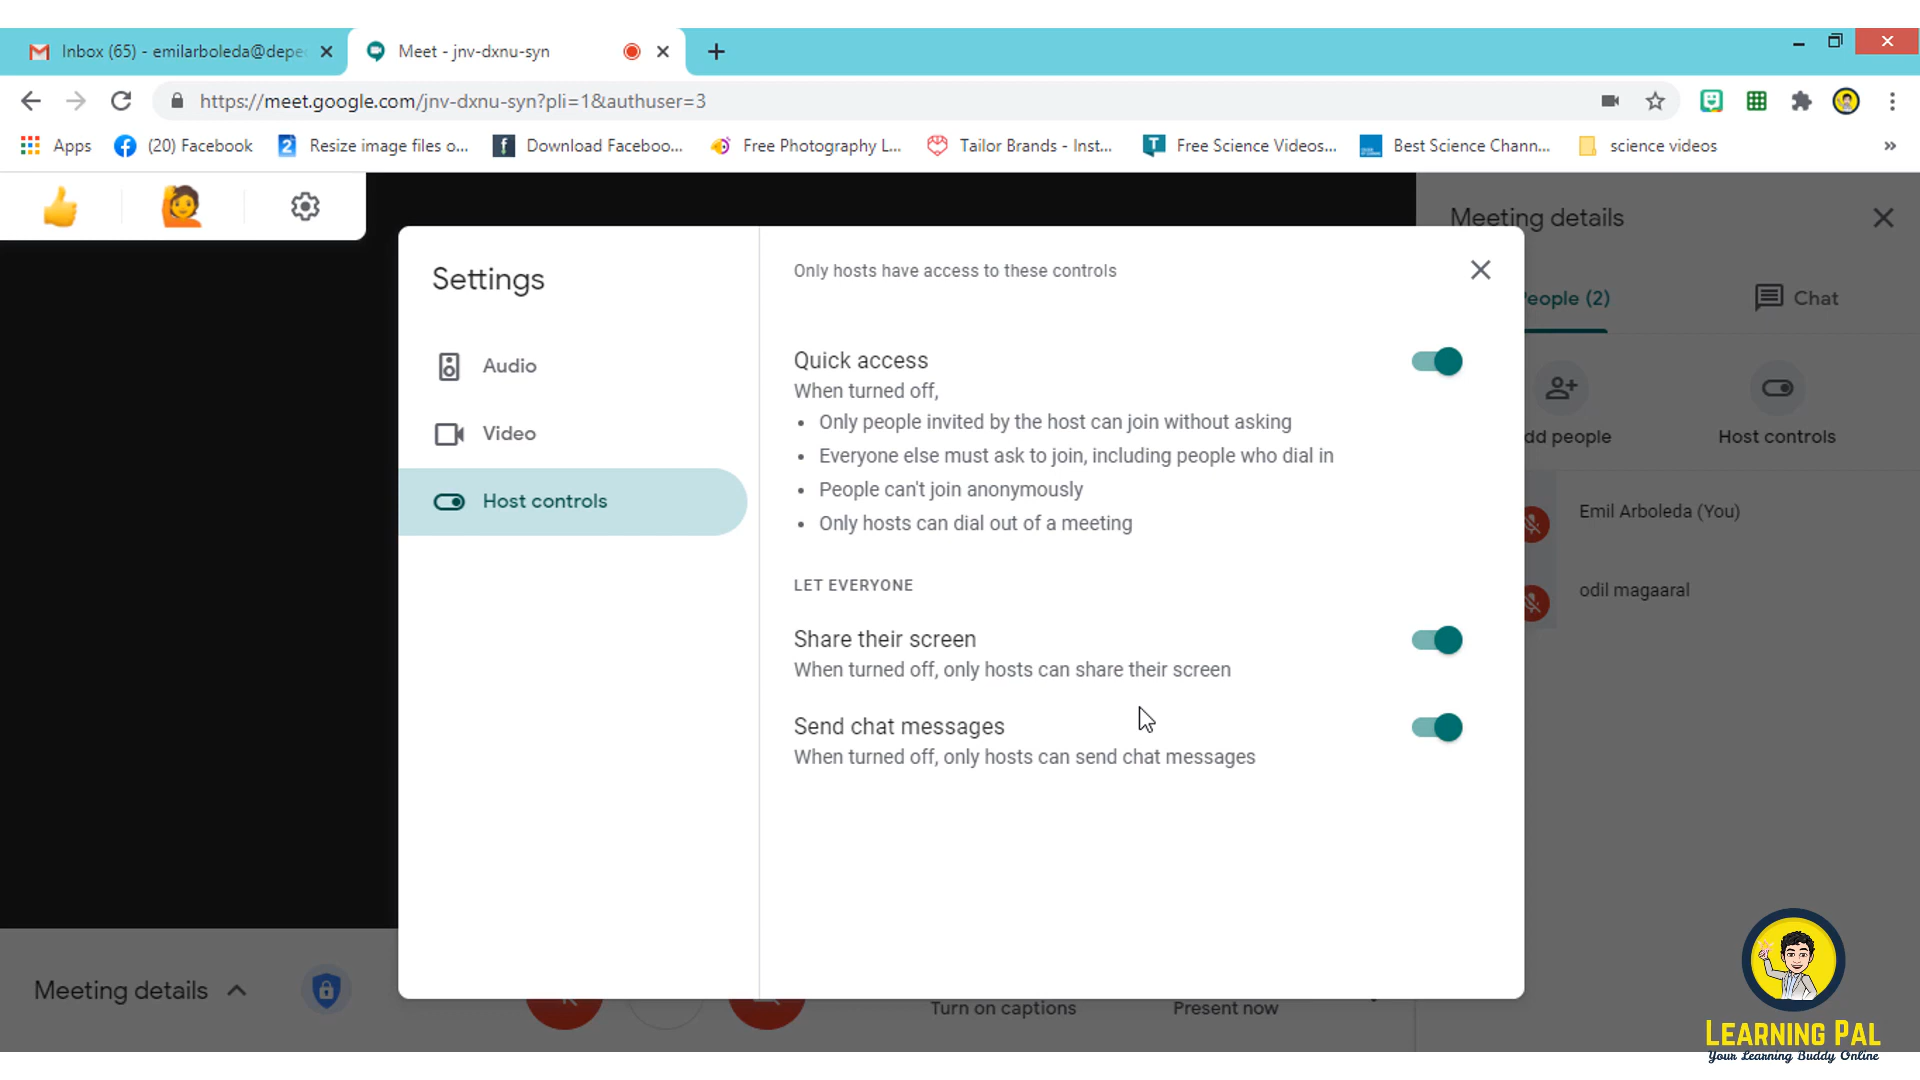 Inbox (65) - emilarboleda@depe
Meet - jnv-dxnu-syn
https://meet.google.com/jnv-dxnu-syn?pli=1&authuser=3
Apps
(20) Facebook
Resize image files o...
Download Faceboo...
Free Photography L...
Tailor Brands - Inst...
Free Science Videos...
Best Science Chann...
science videos
Meeting details
Settings
Only hosts have access to these controls
eople (2)
Chat
Audio
Video
Host controls
Quick access
When turned off,
• Only people invited by the host can join without asking
• Everyone else must ask to join, including people who dial in
• People can't join anonymously
• Only hosts can dial out of a meeting
LET EVERYONE
Share their screen
When turned off, only hosts can share their screen
Send chat messages
When turned off, only hosts can send chat messages
dd people
Host controls
Emil Arboleda (You)
odil magaaral
Meeting details
Turn on captions
Present now
LEARNING PAL
Your Learning Buddy Online